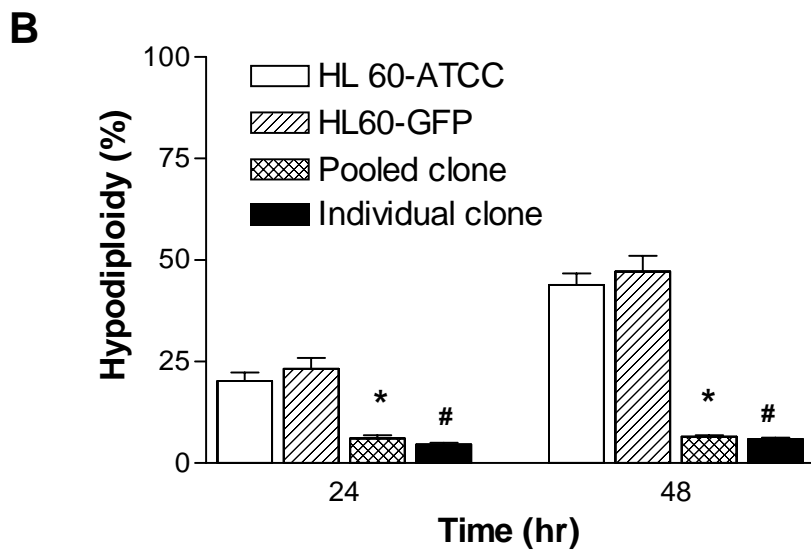 B
Hypodiploidy (%)
100
75
50
25
0
HL 60-ATCC
HL60-GFP
Pooled clone
Individual clone
*
#
*
#
24
48
Time (hr)